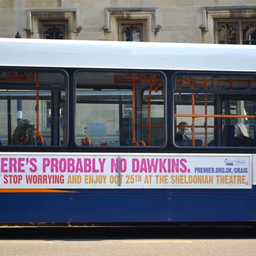 ERE'S PROBABLY NO DAWKINS. PREMIER.ORG.UK/CRAIG
STOP WORRYING AND ENJOY OCT 25TH AT THE SHELDONIAN THEATRE,